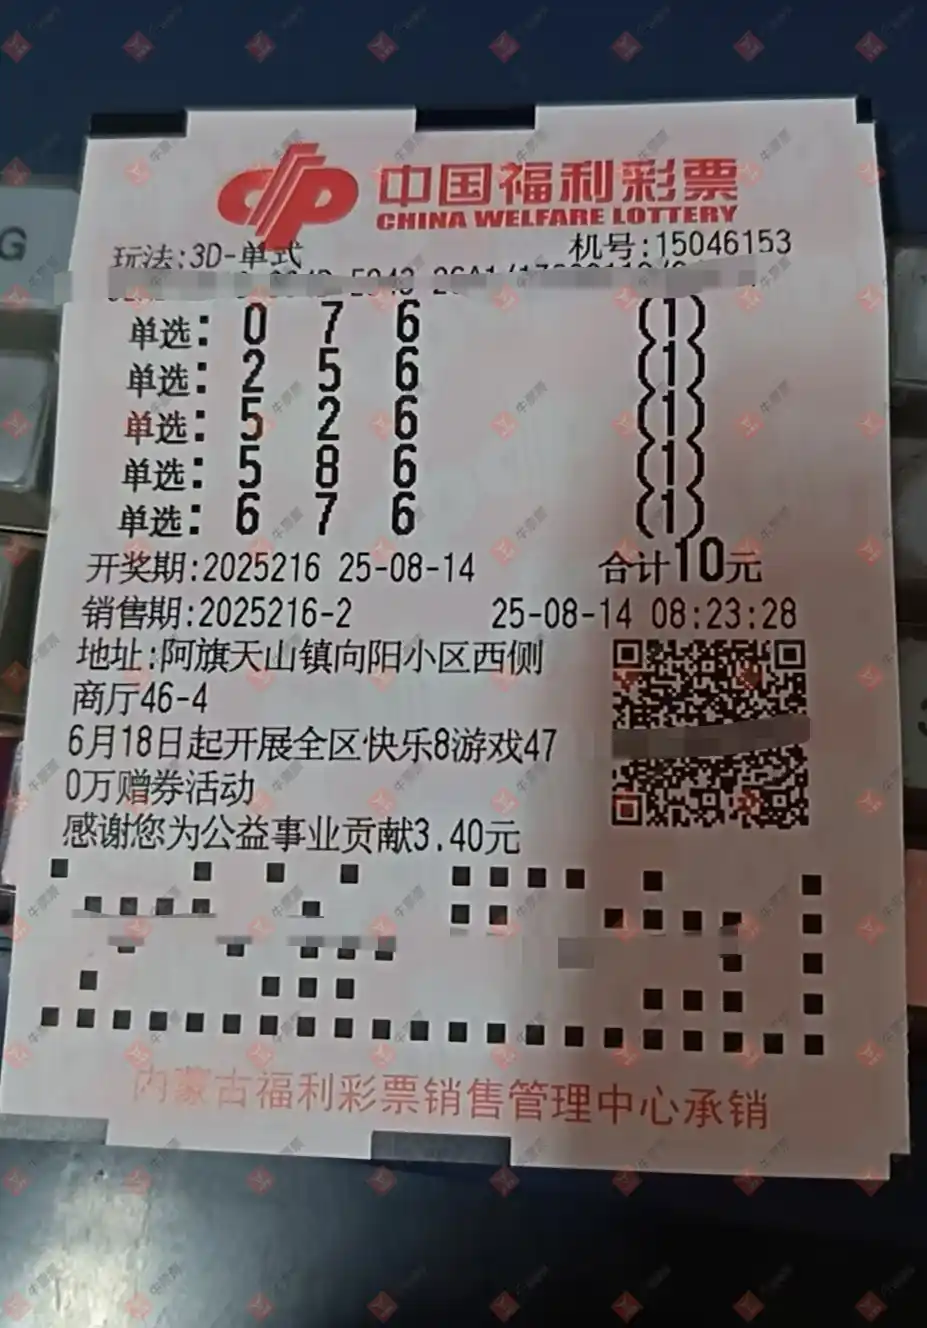 中国福利彩票
CHINA WELFARE LOTTERY
玩法:3D-单式 机号:15046153
单选: 0 7 6 (1)
单选: 2 5 6 (1)
单选: 5 2 6 (1)
单选: 5 8 6 (1)
单选: 6 7 6 (1)
开奖期:2025216 25-08-14 合计10元
销售期:2025216-2 25-08-14 08:23:28
地址:阿旗天山镇向阳小区西侧
商厅46-4
6月18日起开展全区快乐8游戏47
0万赠券活动
感谢您为公益事业贡献3.40元
内蒙古福利彩票销售管理中心承销